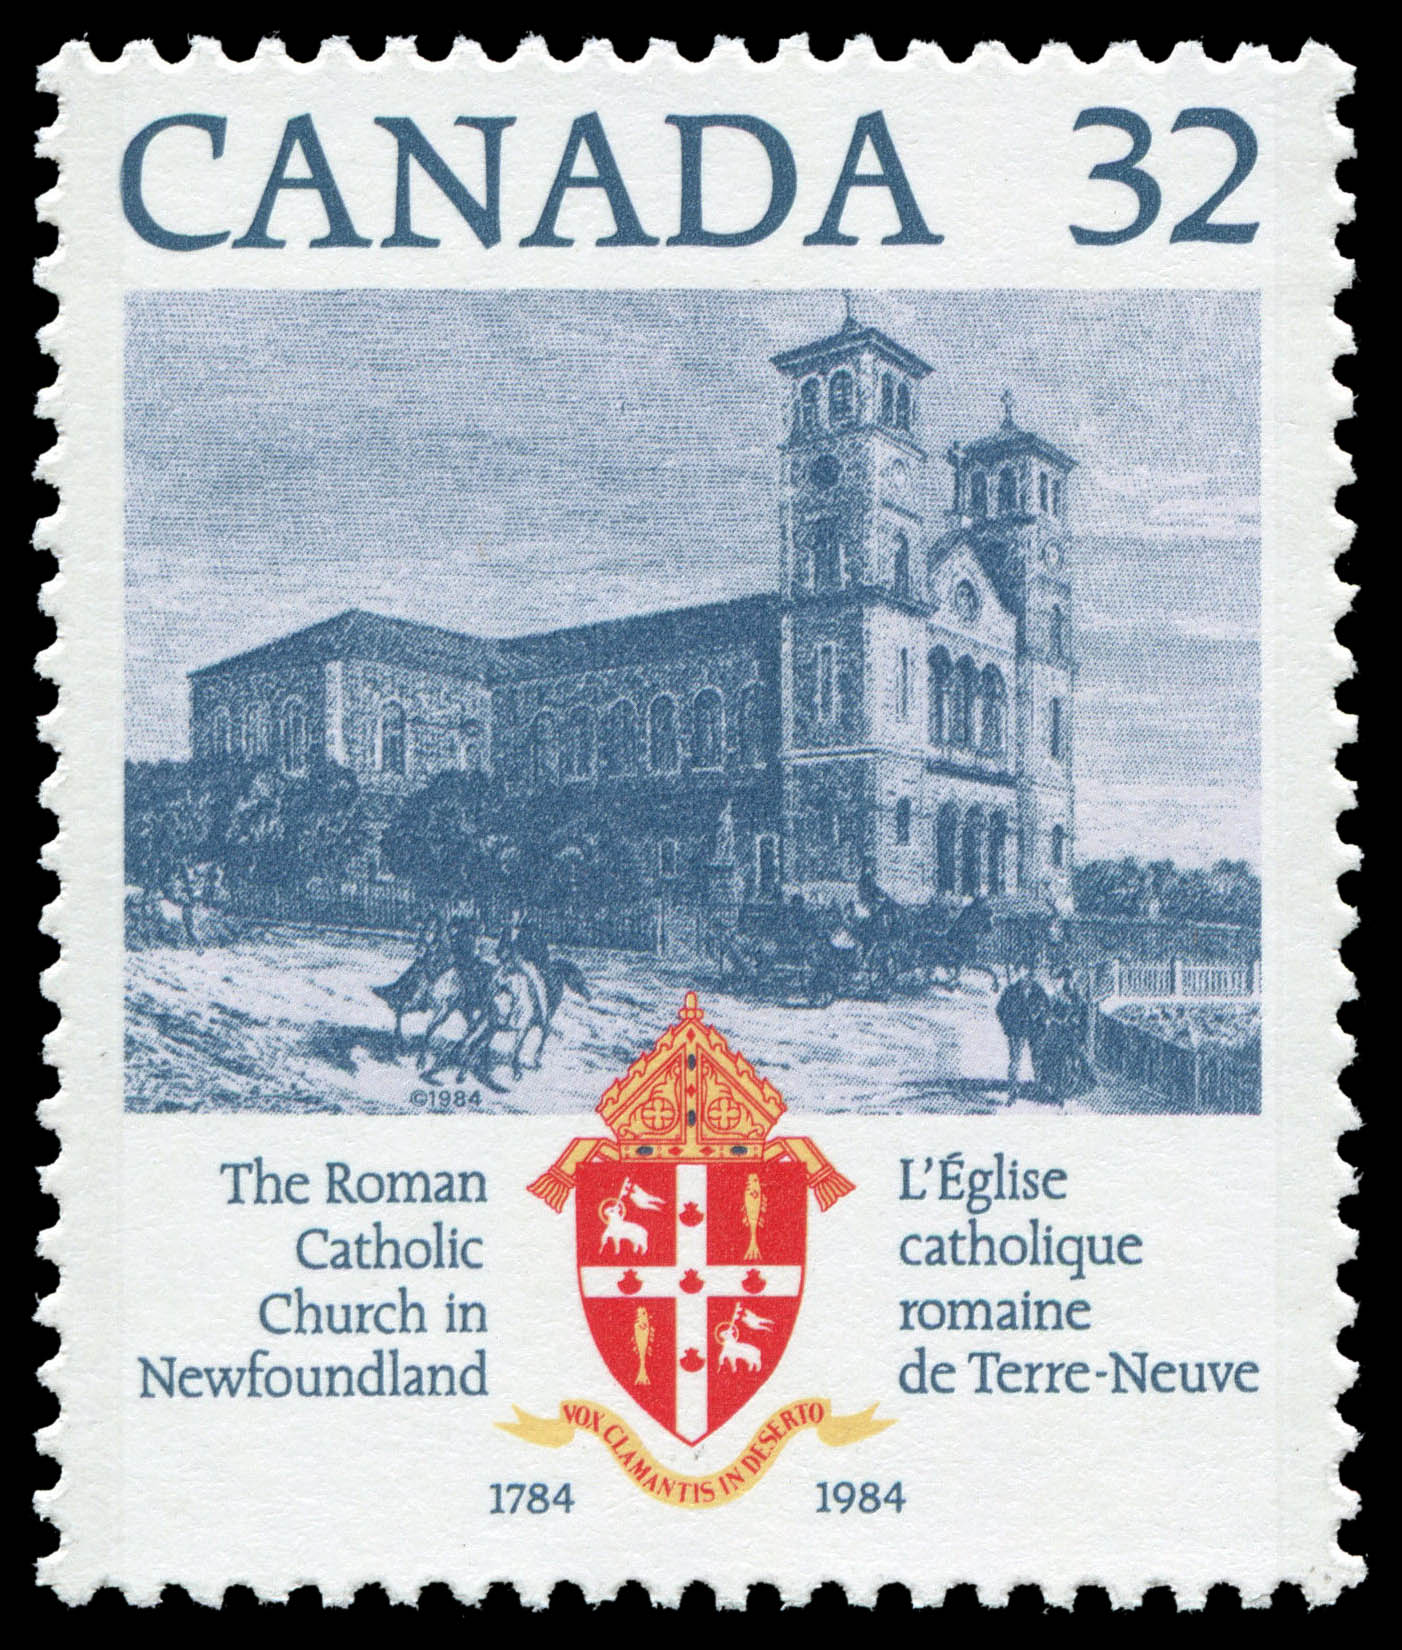 CANADA 32
©1984
The Roman
Catholic
Church in
Newfoundland
L'Église
catholique
romaine
de Terre-Neuve
VOX CLAMANTIS IN DESERTO
1784 1984